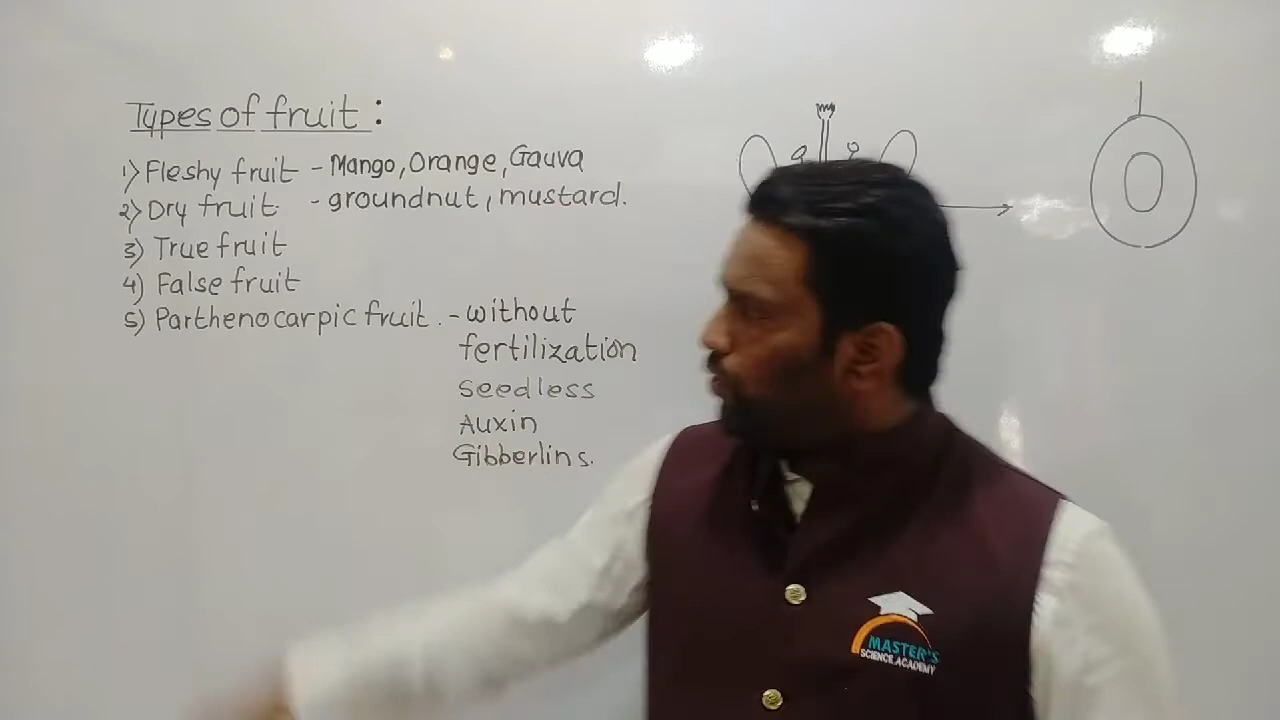 Types of fruit :
1) Fleshy fruit - Mango, Orange, Gauva
2) Dry fruit - groundnut, mustard.
3) True fruit
4) False fruit
5) Parthenocarpic fruit. - without
fertilization
seedless
Auxin
Gibberlins.
MASTER'S
SCIENCE ACADEMY